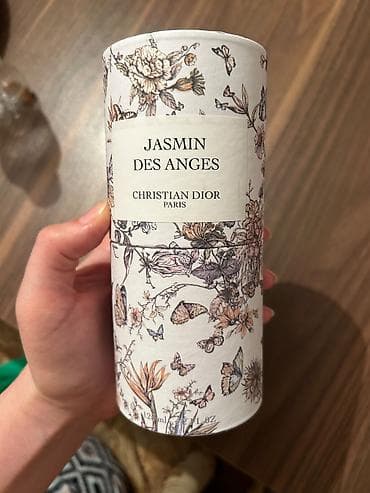 JASMIN
DES ANGES
CHRISTIAN DIOR
PARIS